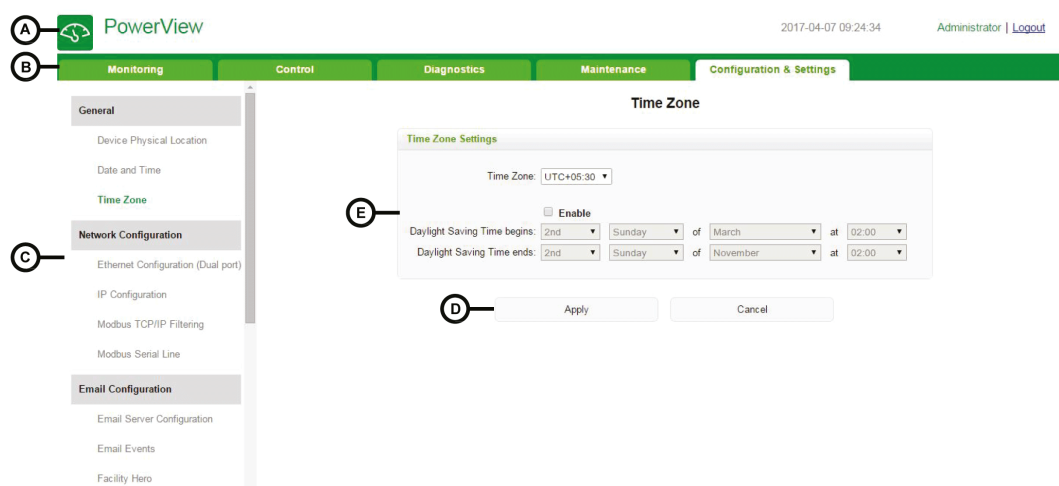 A
PowerView
2017-04-07 09:24:34
Administrator | Logout
B
Monitoring
Control
Diagnostics
Maintenance
Configuration & Settings
General
Device Physical Location
Date and Time
Time Zone
Network Configuration
C
Ethernet Configuration (Dual port)
IP Configuration
Modbus TCP/IP Filtering
Modbus Serial Line
Email Configuration
Email Server Configuration
Email Events
Facility Hero
Time Zone
Time Zone Settings
Time Zone: UTC+05:30
E
Enable
Daylight Saving Time begins: 2nd Sunday of March at 02:00
Daylight Saving Time ends: 2nd Sunday of November at 02:00
D
Apply
Cancel